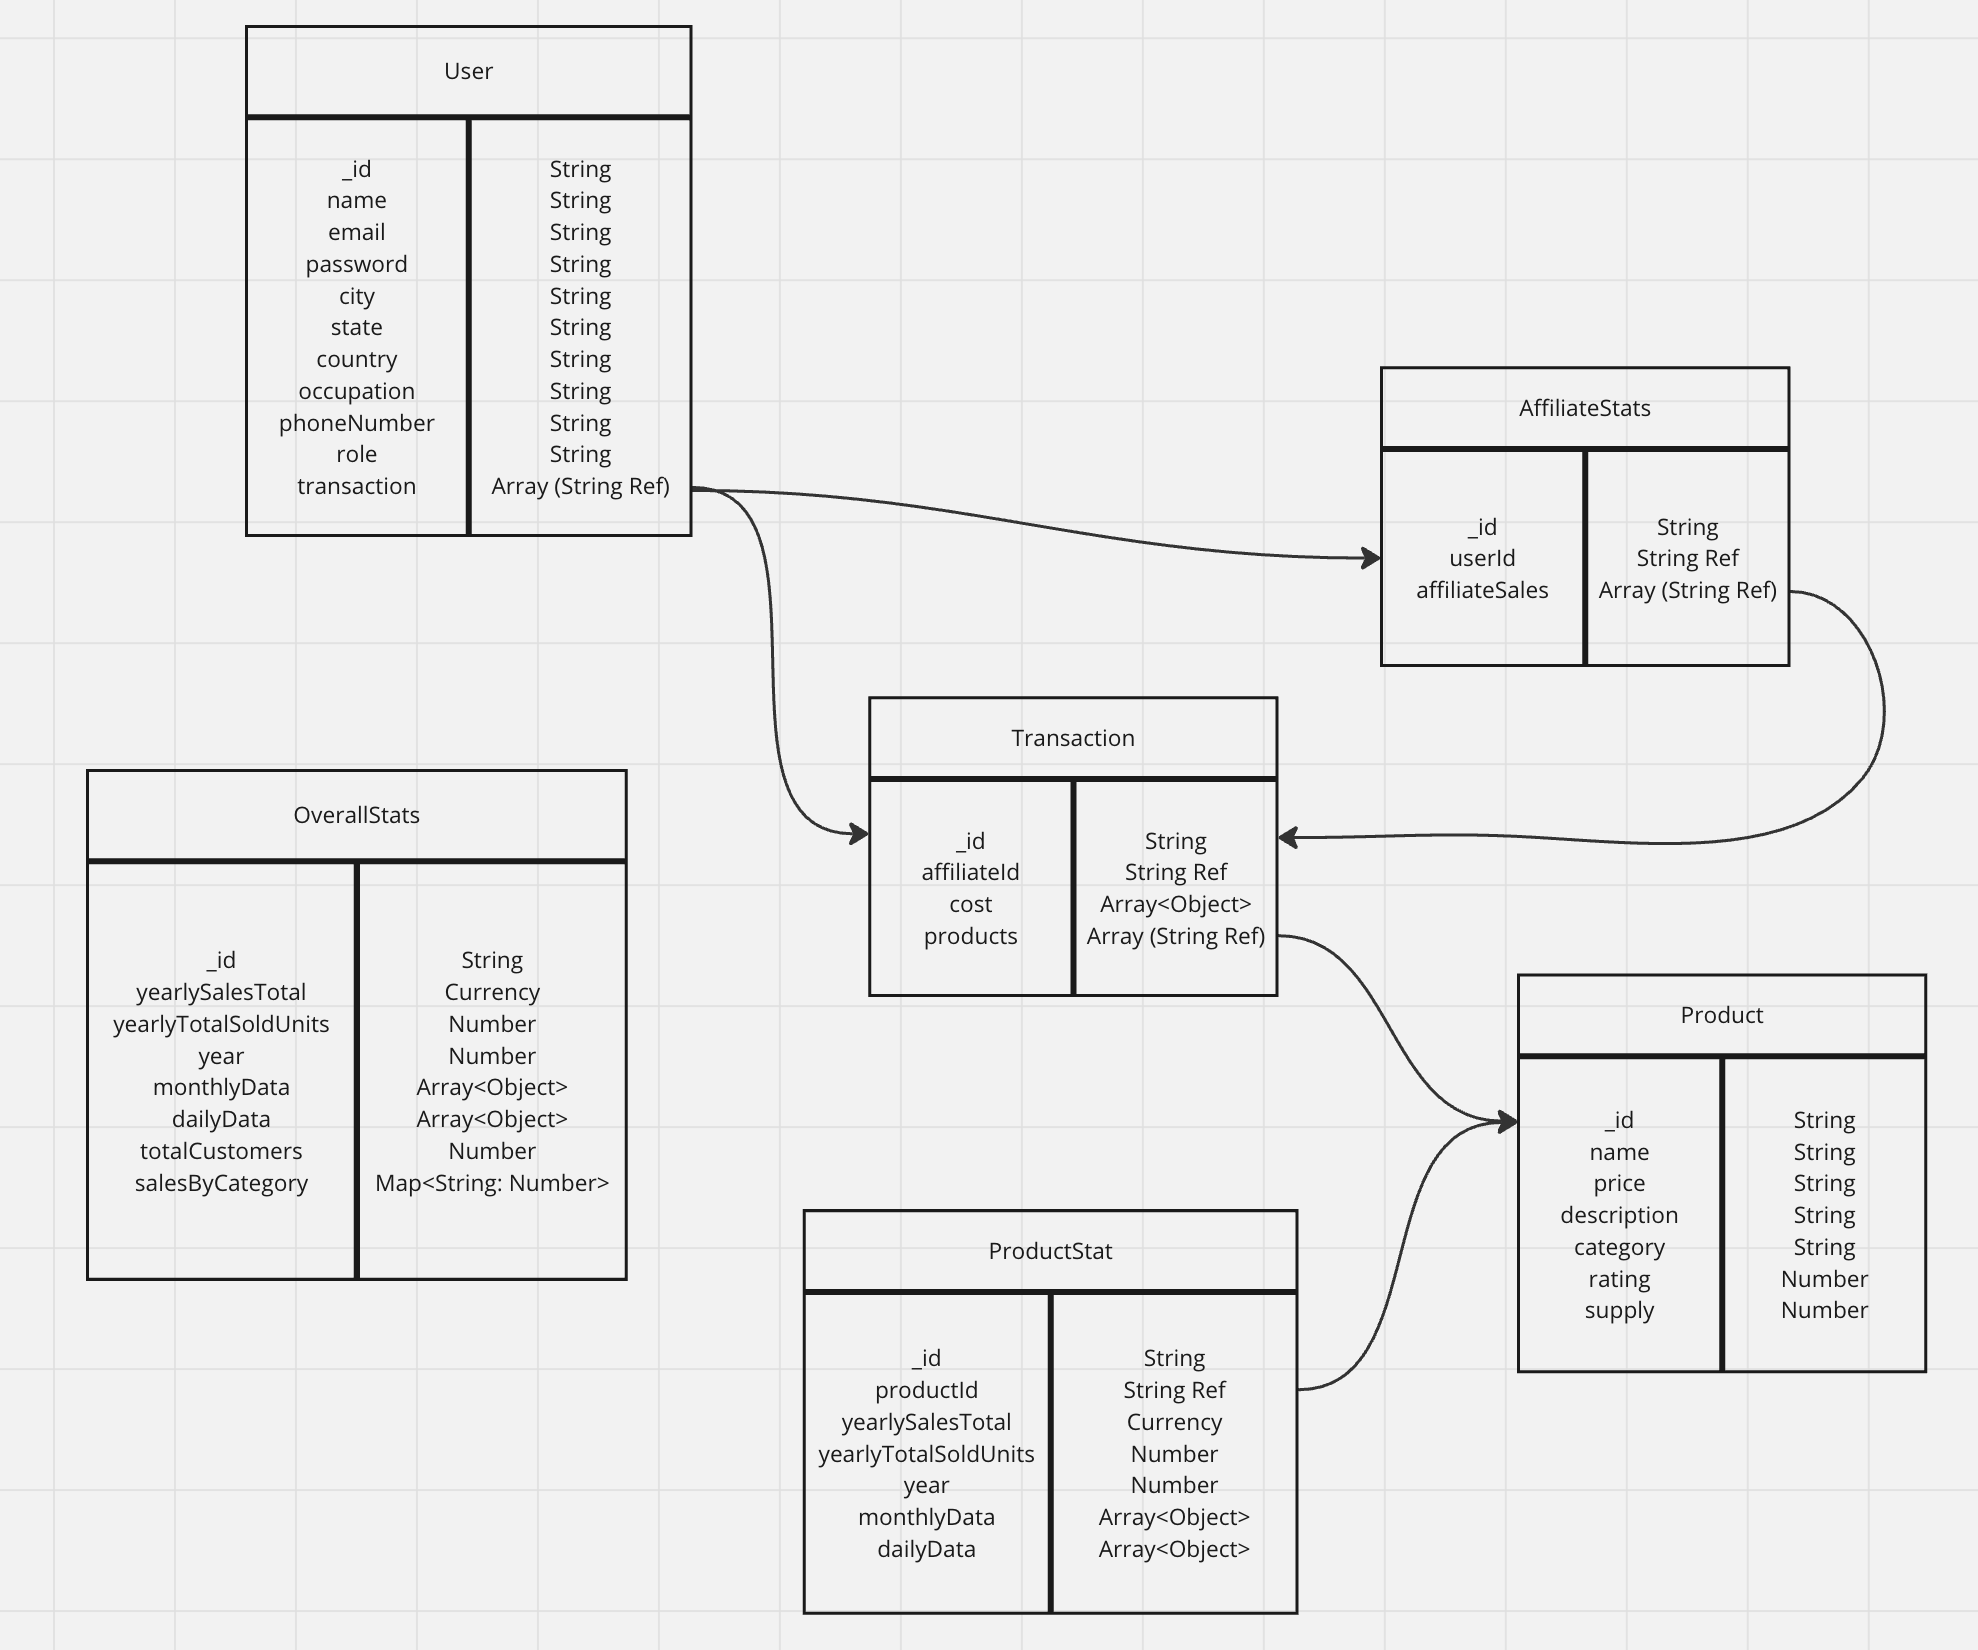 User
_id String
name String
email String
password String
city String
state String
country String
occupation String
phoneNumber String
role String
transaction Array (String Ref)
AffiliateStats
_id String
userId String Ref
affiliateSales Array (String Ref)
Transaction
_id String
affiliateId String Ref
cost Array<Object>
products Array (String Ref)
OverallStats
_id String
yearlySalesTotal Currency
yearlyTotalSoldUnits Number
year Number
monthlyData Array<Object>
dailyData Array<Object>
totalCustomers Number
salesByCategory Map<String: Number>
Product
_id String
name String
price String
description String
category String
rating Number
supply Number
ProductStat
_id String
productId String Ref
yearlySalesTotal Currency
yearlyTotalSoldUnits Number
year Number
monthlyData Array<Object>
dailyData Array<Object>